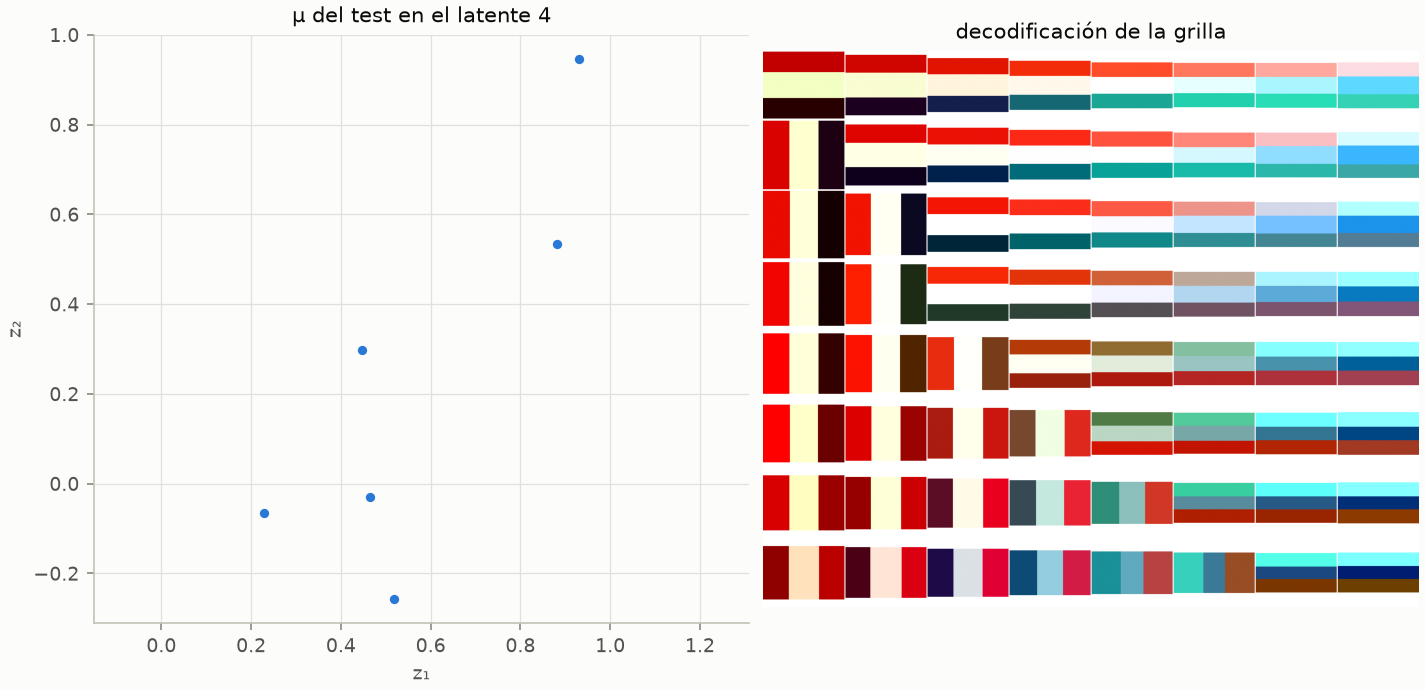 μ del test en el latente 4
decodificación de la grilla
1.0
0.8
0.6
0.4
0.2
0.0
−0.2
z₂
0.0 0.2 0.4 0.6 0.8 1.0 1.2
z₁